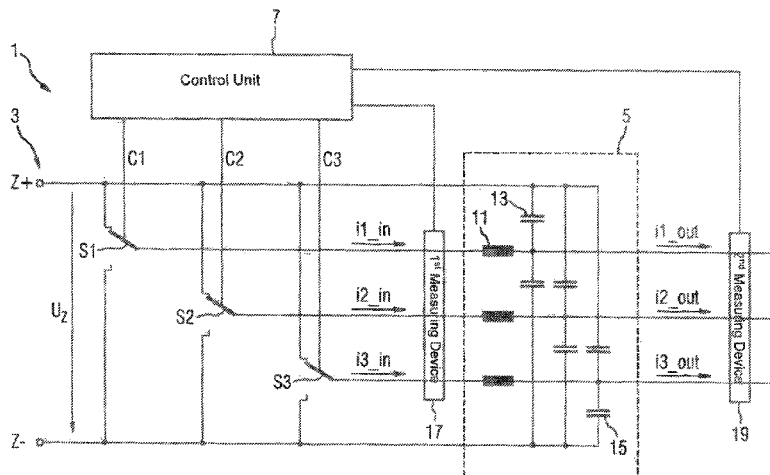 7
1
Control Unit
3
5
C1
C2
C3
Z+
13
i1_in
11
i1_out
S1
1st Measuring Device
2nd Measuring Device
i2_in
i2_out
Uz
S2
i3_in
i3_out
S3
Z-
17
15
19